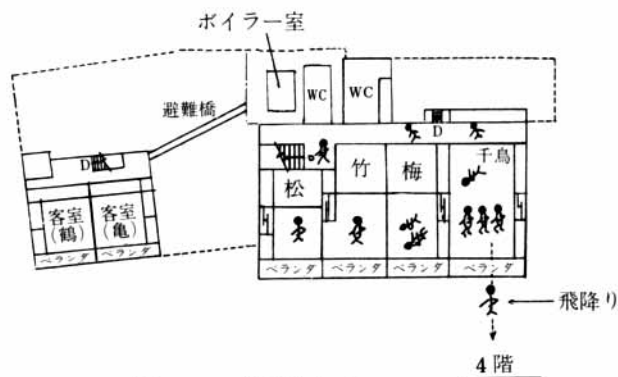 ボイラー室
WC
WC
避難橋
D
D
千鳥
竹
梅
松
客室
(鶴)
客室
(亀)
ベランダ
ベランダ
ベランダ
ベランダ
ベランダ
ベランダ
飛降り
4階